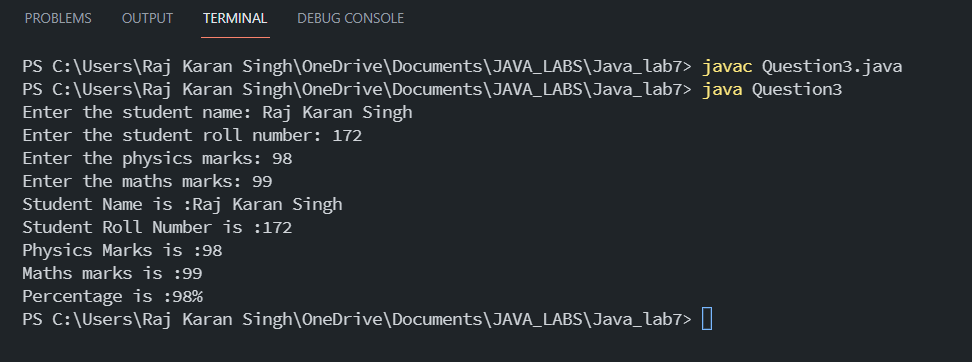 PROBLEMS OUTPUT TERMINAL DEBUG CONSOLE
PS C:\Users\Raj Karan Singh\OneDrive\Documents\JAVA_LABS\Java_lab7> javac Question3.java
PS C:\Users\Raj Karan Singh\OneDrive\Documents\JAVA_LABS\Java_lab7> java Question3
Enter the student name: Raj Karan Singh
Enter the student roll number: 172
Enter the physics marks: 98
Enter the maths marks: 99
Student Name is :Raj Karan Singh
Student Roll Number is :172
Physics Marks is :98
Maths marks is :99
Percentage is :98%
PS C:\Users\Raj Karan Singh\OneDrive\Documents\JAVA_LABS\Java_lab7>